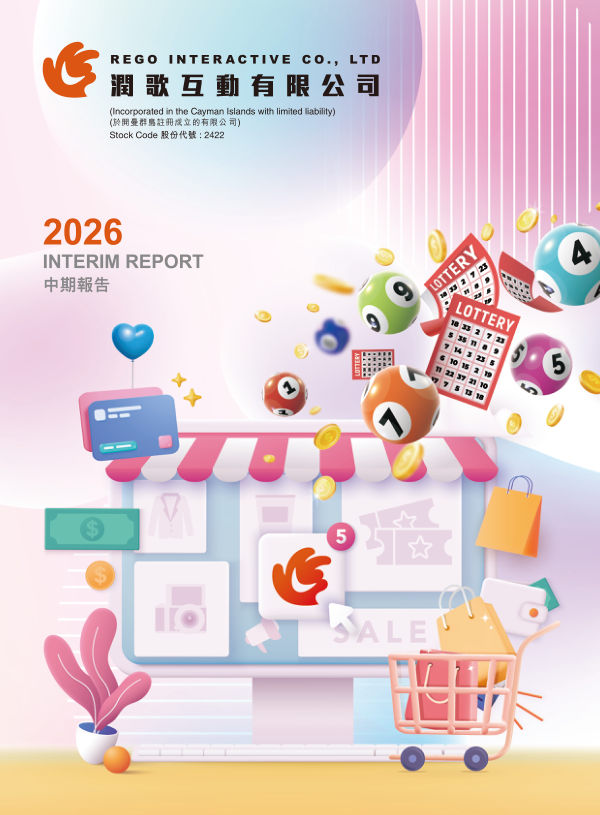 REGO INTERACTIVE CO., LTD
潤歌互動有限公司
(Incorporated in the Cayman Islands with limited liability)
(於開曼群島註冊成立的有限公司)
Stock Code 股份代號 : 2422
2026
INTERIM REPORT
中期報告
LOTTERY
LOTTERY
LOTTERY
4
9
9
5
5
1
7
5
SALE